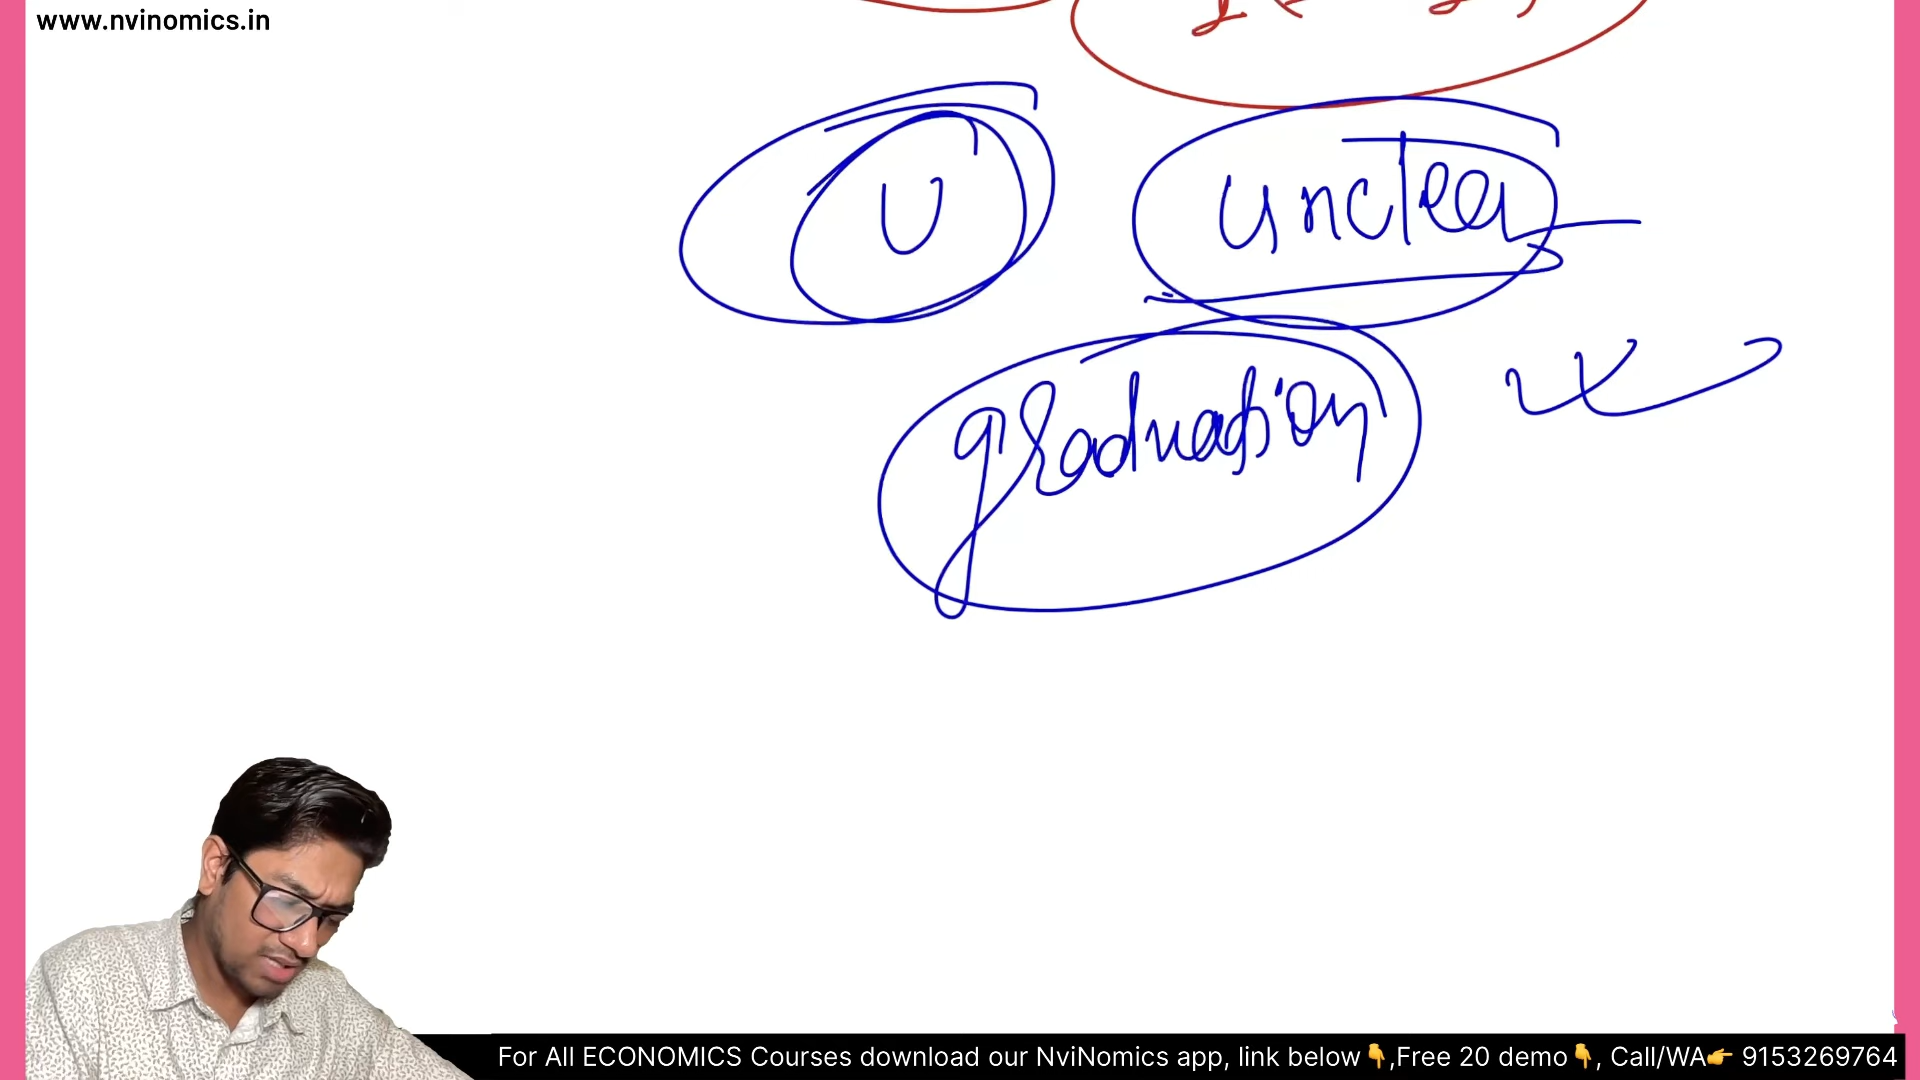 www.nvinomics.in
U unclear
graduation
For All ECONOMICS Courses download our NviNomics app, link below👇,Free 20 demo👇, Call/WA👉 9153269764